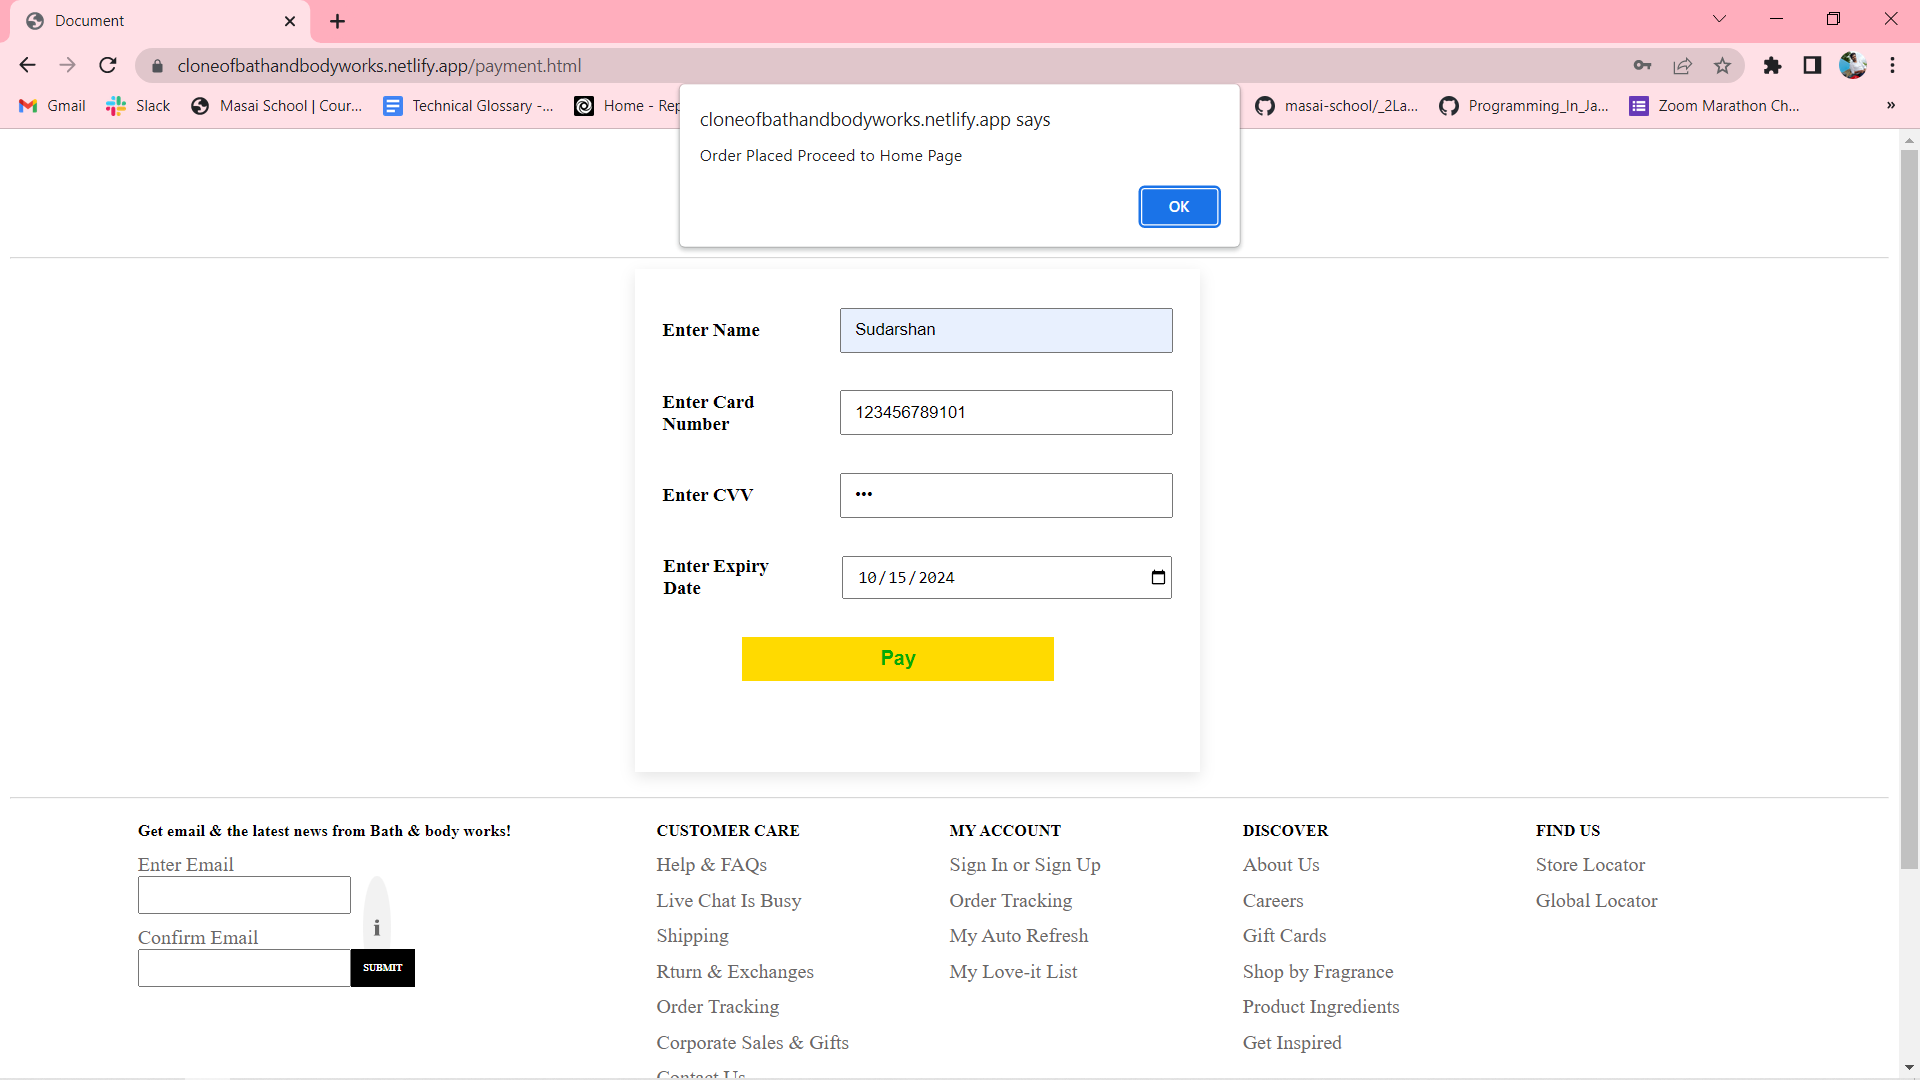 Document
cloneofbathandbodyworks.netlify.app/payment.html
Gmail
Slack
Masai School | Cour...
Technical Glossary -...
Home - Rep
masai-school/_2La...
Programming_In_Ja...
Zoom Marathon Ch...
»
cloneofbathandbodyworks.netlify.app says
Order Placed Proceed to Home Page
OK
Enter Name
Sudarshan
Enter Card
Number
123456789101
Enter CVV
•••
Enter Expiry
Date
10/15/2024
Pay
Get email & the latest news from Bath & body works!
Enter Email
i
Confirm Email
SUBMIT
CUSTOMER CARE
Help & FAQs
Live Chat Is Busy
Shipping
Rturn & Exchanges
Order Tracking
Corporate Sales & Gifts
Contact Us
MY ACCOUNT
Sign In or Sign Up
Order Tracking
My Auto Refresh
My Love-it List
DISCOVER
About Us
Careers
Gift Cards
Shop by Fragrance
Product Ingredients
Get Inspired
FIND US
Store Locator
Global Locator